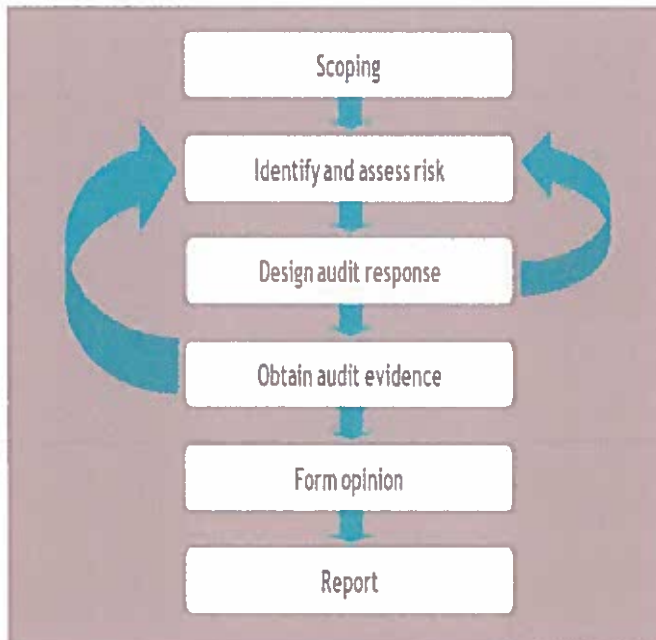 Scoping
Identify and assess risk
Design audit response
Obtain audit evidence
Form opinion
Report